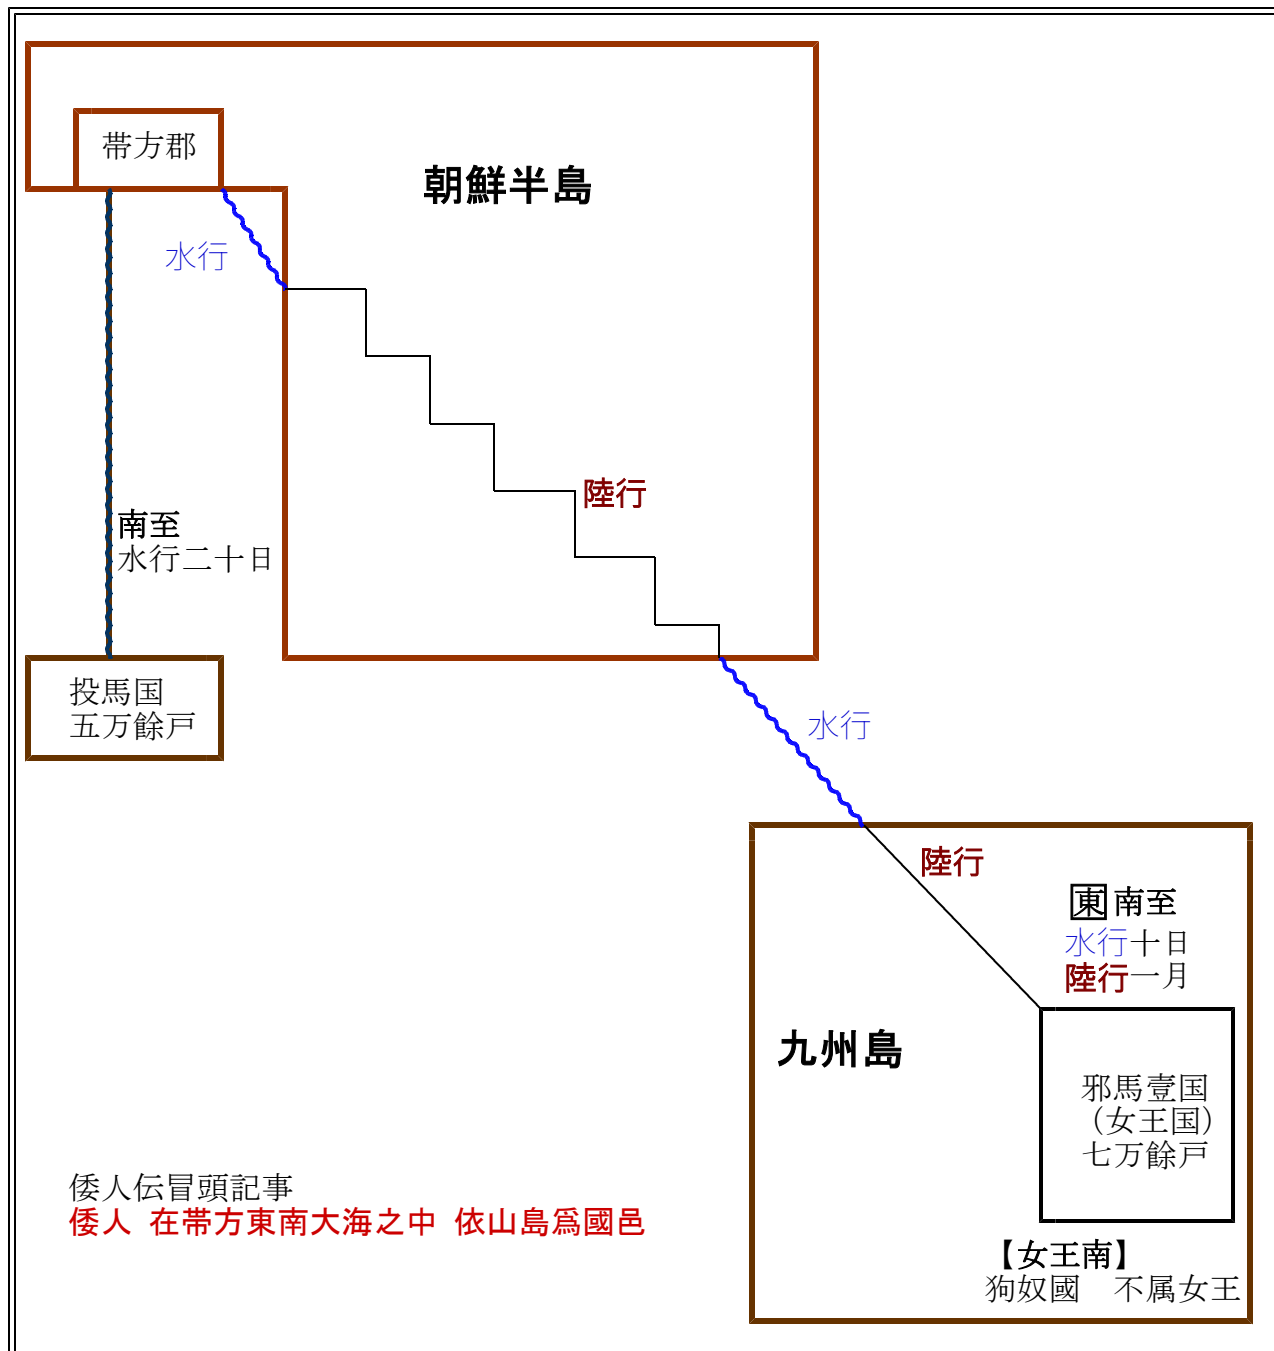 帯方郡
朝鮮半島
水行
陸行
南至
水行二十日
投馬国
五万餘戸
水行
陸行
東南至
水行十日
陸行一月
九州島
邪馬壹国
（女王国）
七万餘戸
倭人伝冒頭記事
倭人 在帯方東南大海之中 依山島爲國邑
【女王南】
狗奴國　不属女王